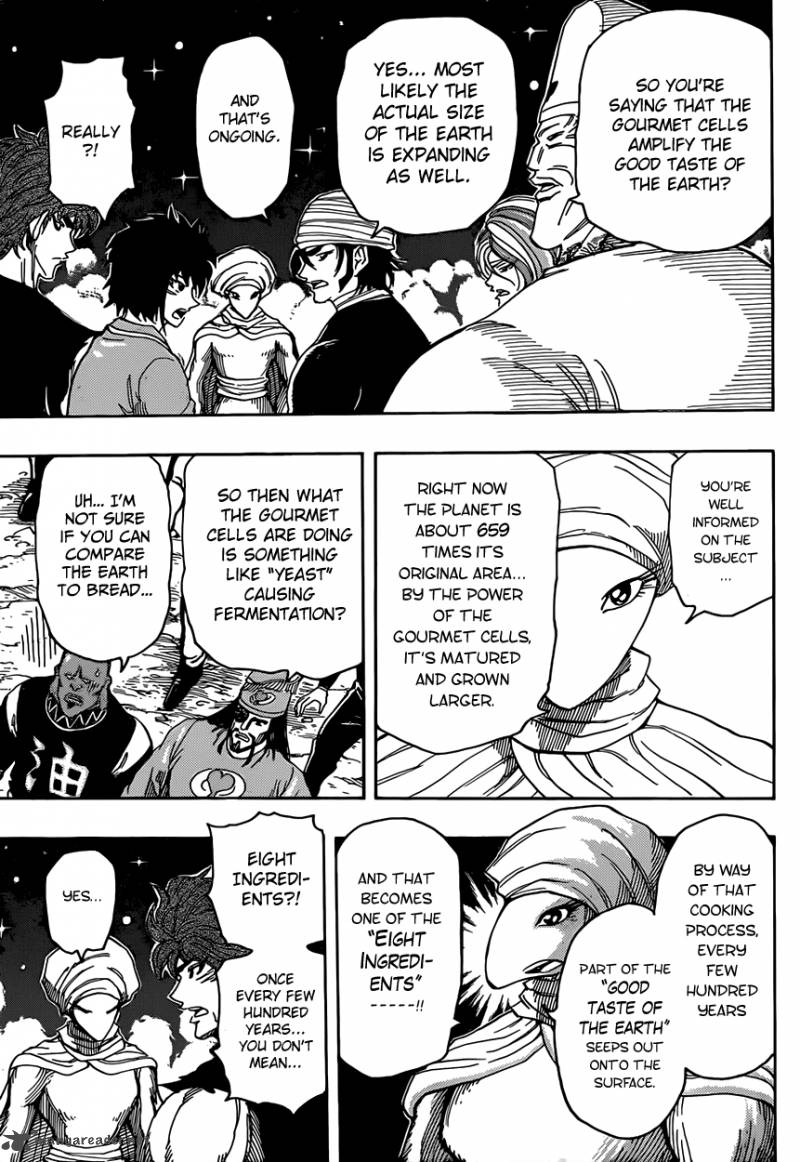 SO YOU'RE
SAYING THAT THE
GOURMET CELLS
AMPLIFY THE
GOOD TASTE OF
THE EARTH?
YES... MOST
LIKELY THE
ACTUAL SIZE
OF THE EARTH
IS EXPANDING
AS WELL.
AND
THAT'S
ONGOING.
REALLY
?!
YOU'RE
WELL
INFORMED
ON THE
SUBJECT
...
RIGHT NOW
THE PLANET IS
ABOUT 659
TIMES IT'S
ORIGINAL AREA...
BY THE POWER
OF THE
GOURMET CELLS,
IT'S MATURED
AND GROWN
LARGER.
SO THEN WHAT
THE GOURMET
CELLS ARE DOING
IS SOMETHING
LIKE "YEAST"
CAUSING
FERMENTATION?
UH... I'M
NOT SURE
IF YOU CAN
COMPARE
THE EARTH
TO BREAD...
油
BY WAY
OF THAT
COOKING
PROCESS,
EVERY
FEW
HUNDRED
YEARS
PART OF THE
"GOOD
TASTE OF
THE EARTH"
SEEPS OUT
ONTO THE
SURFACE.
AND THAT
BECOMES
ONE OF THE
"EIGHT
INGREDI-
ENTS"
-----!!
EIGHT
INGREDI-
ENTS?!
ONCE
EVERY FEW
HUNDRED
YEARS...
YOU DON'T
MEAN...
YES...